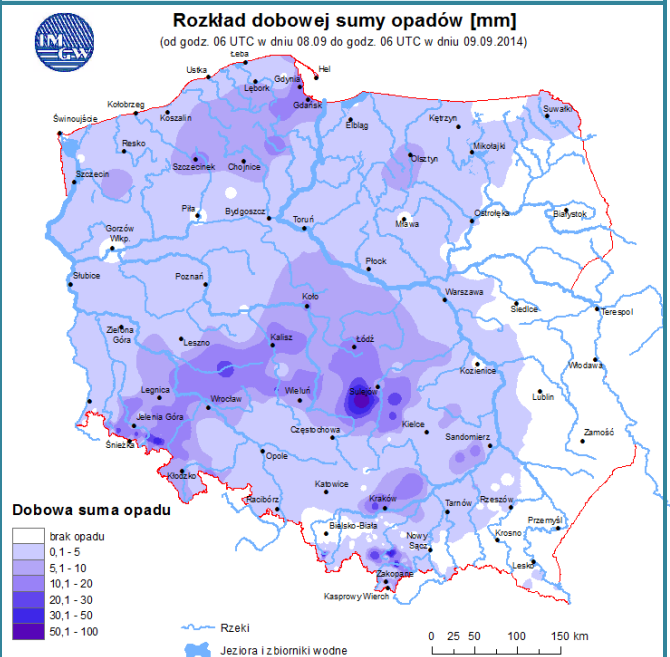 IM
GW
Rozkład dobowej sumy opadów [mm]
(od godz. 06 UTC w dniu 08.09 do godz. 06 UTC w dniu 09.09.2014)
Łeba
Hel
Ustka
Gdynia
Lębork
Gdańsk
Kołobrzeg
Koszalin
Suwałki
Świnoujście
Elbląg
Kętrzyn
Resko
Mikołajki
Olsztyn
Szczecinek
Chojnice
Szczecin
Piła
Bydgoszcz
Toruń
Ostrołęka
Białystok
Mława
Gorzów
Wlkp.
Płock
Słubice
Poznań
Koło
Warszawa
Siedlce
Terespol
Zielona
Góra
Leszno
Kalisz
Łódź
Kozienice
Włodawa
Legnica
Wrocław
Wieluń
Sulejów
Lublin
Jelenia Góra
Częstochowa
Kielce
Sandomierz
Zamość
Śnieżka
Opole
Kłodzko
Katowice
Racibórz
Kraków
Tarnów
Rzeszów
Przemyśl
Bielsko-Biała
Nowy
Sącz
Krosno
Lesko
Zakopane
Kasprowy Wierch
Dobowa suma opadu
brak opadu
0,1 - 5
5,1 - 10
10,1 - 20
20,1 - 30
30,1 - 50
50,1 - 100
Rzeki
Jeziora i zbiorniki wodne
0 25 50 100 150 km